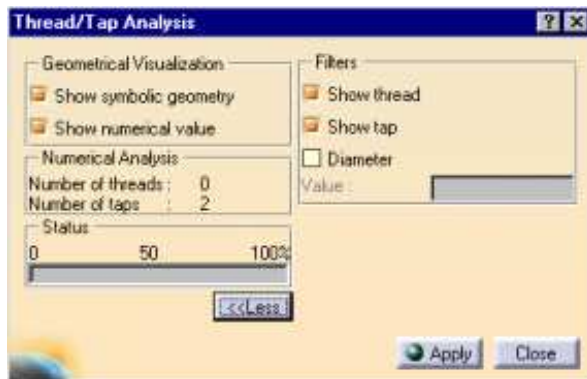 Thread/Tap Analysis
Geometrical Visualization
Show symbolic geometry
Show numerical value
Numerical Analysis
Number of threads : 0
Number of taps : 2
Status
0 50 100%
<<Less
Filters
Show thread
Show tap
Diameter
Value :
Apply Close